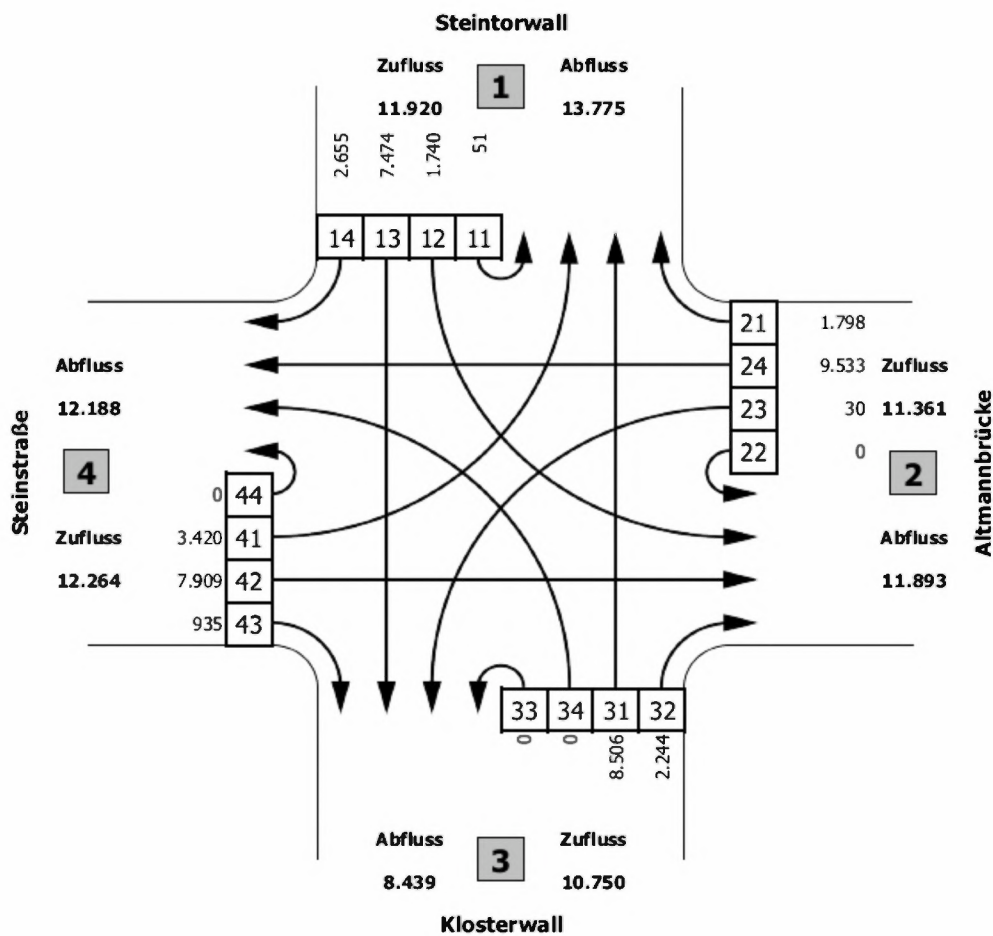 Steintorwall
Zufluss 1 Abfluss
11.920 13.775
2.655 7.474 1.740 51
14 13 12 11
21 1.798
24 9.533 Zufluss
23 30 11.361
22 0
2
Altmannbrücke
Abfluss
11.893
Abfluss
12.188
Steinstraße
4
Zufluss
12.264
0 44
3.420 41
7.909 42
935 43
33 34 31 32
0 0 8.506 2.244
Abfluss 3 Zufluss
8.439 10.750
Klosterwall